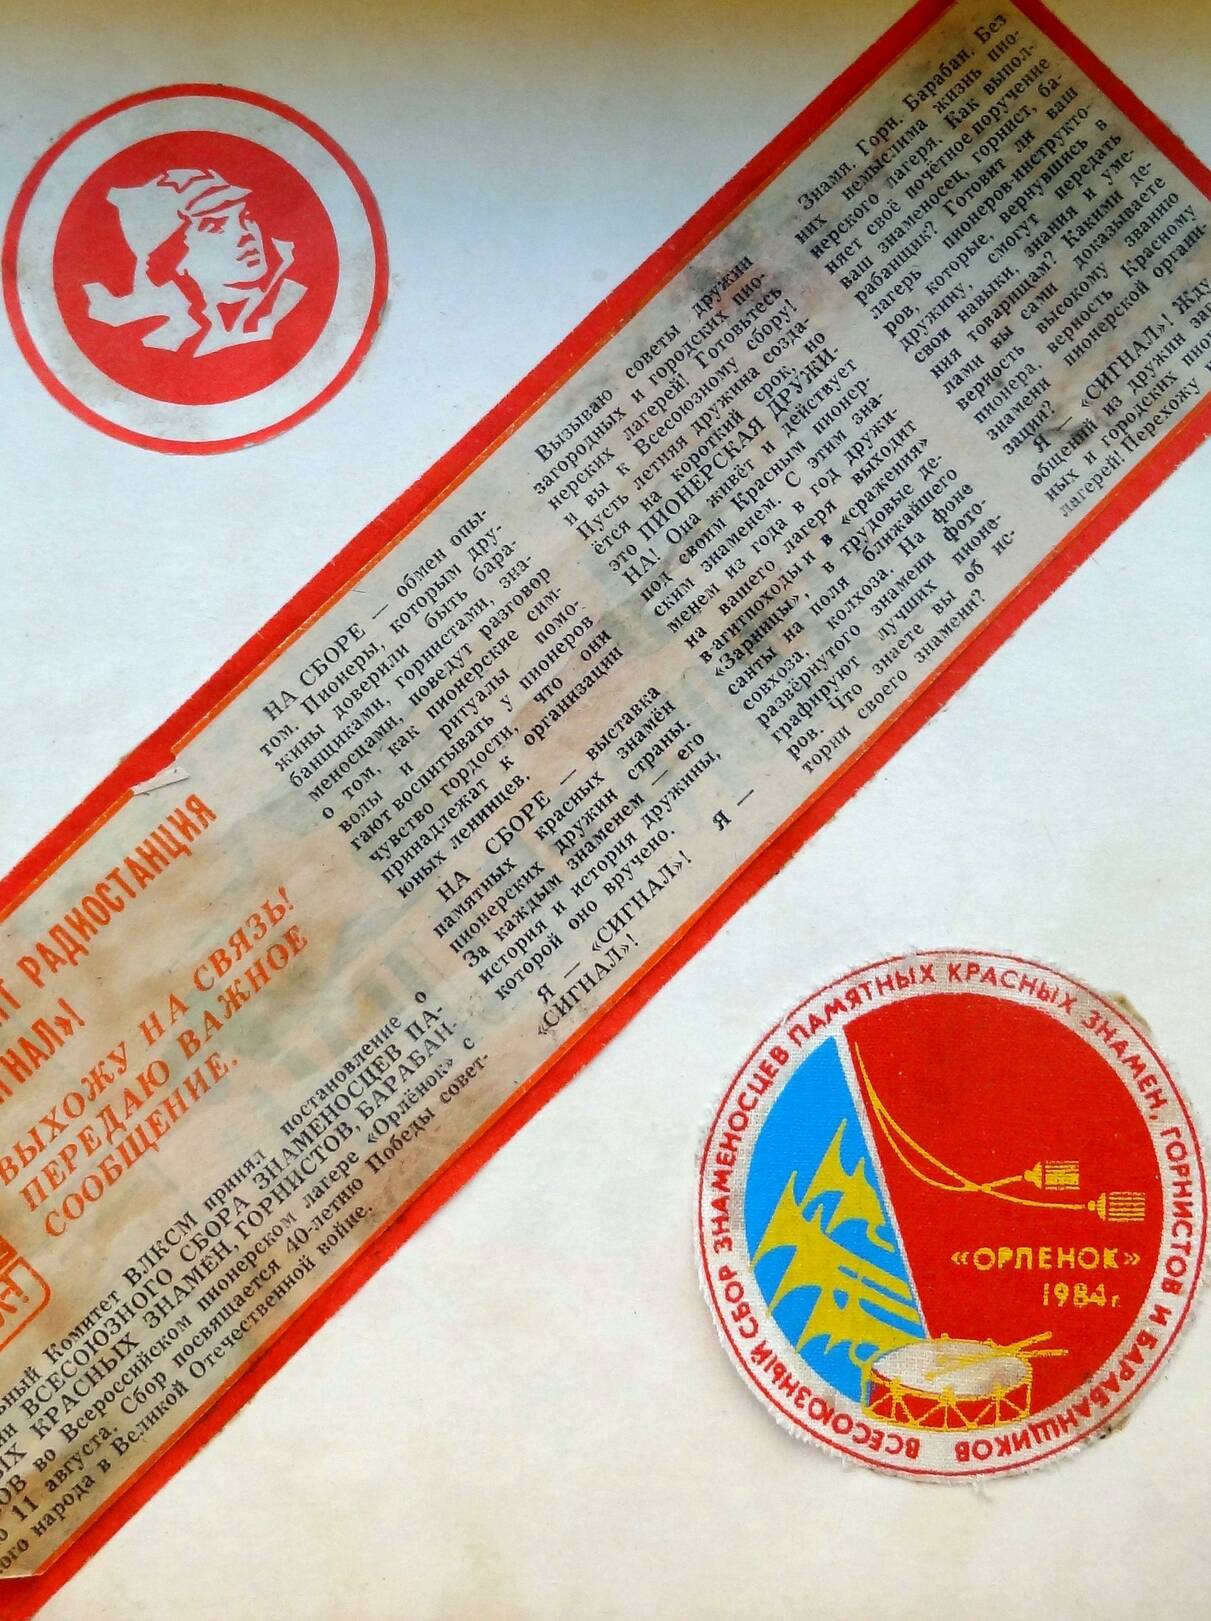 РАДИОСТАНЦИЯ
ВЫХОЖУ НА СВЯЗЬ!
ПЕРЕДАЮ ВАЖНОЕ
СООБЩЕНИЕ.
Комитет ВЛКСМ принял постановление о
ВСЕСОЮЗНОГО СБОРА ЗНАМЕНОСЦЕВ ПА-
КРАСНЫХ ЗНАМЁН, ГОРНИСТОВ, БАРАБАН-
во Всероссийском пионерском лагере «Орлёнок» с
11 августа. Сбор посвящается 40-летию Победы совет-
народа в Великой Отечественной войне.
НА СБОРЕ — обмен опы-
том. Пионеры, которым дру-
жины доверили быть бара-
банщиками, горнистами, зна-
меносцами, поведут разговор
о том, как пионерские сим-
волы и ритуалы помо-
гают воспитывать у пионеров
чувство гордости, что они
принадлежат к организации
юных ленинцев.
НА СБОРЕ — выставка
памятных красных знамён
пионерских дружин страны.
За каждым знаменем — его
история и история дружины,
которой оно вручено.
Я — «СИГНАЛ»! Я —
«СИГНАЛ»!
Вызываю советы дружин
загородных и городских пио-
нерских лагерей! Готовьтесь
и вы к Всесоюзному сбору!
Пусть летняя дружина созда-
ётся на короткий срок, но
это ПИОНЕРСКАЯ ДРУЖИ-
НА! Она живёт и действует
под своим Красным пионер-
ским знаменем. С этим зна-
менем из года в год дружи-
на вашего лагеря выходит
в агитпоходы и в «сражения»
«Зарницы», в трудовые де-
санты на поля ближайшего
совхоза, колхоза. На фоне
развёрнутого знамени фото-
графируют лучших пионе-
ров. Что знаете вы об ис-
тории своего знамени?
Знамя, Горн. Барабан. Без
них немыслима жизнь пио-
нерского лагеря. Как выпол-
няет своё почётное поручение
ваш знаменосец, горнист, ба-
рабанщик? Готовит ли ваш
лагерь пионеров-инструкто-
ров, которые, вернувшись в
дружину, смогут передать
свои навыки, знания и уме-
ния товарищам? Какими де-
лами вы сами доказываете
верность высокому званию
пионера, верность Красному
знамени пионерской органи-
зации?
Я — «СИГНАЛ»! Жду
общений из дружин
ных и городских
лагерей! Перехожу
ВСЕСОЮЗНЫЙ СБОР ЗНАМЕНОСЦЕВ ПАМЯТНЫХ КРАСНЫХ ЗНАМЕН, ГОРНИСТОВ И БАРАБАНЩИКОВ
«ОРЛЕНОК»
1984г.